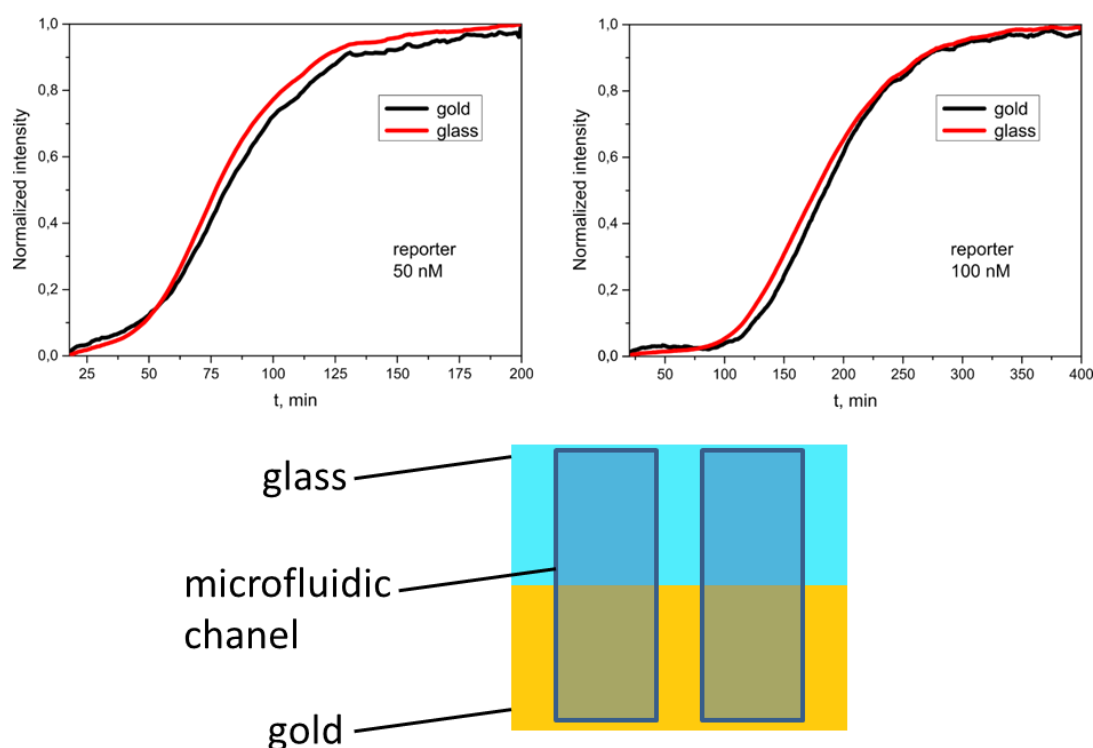 1,0
0,8
0,6
0,4
0,2
0,0
Normalized intensity
gold
glass
reporter
50 nM
25 50 75 100 125 150 175 200
t, min
1,0
0,8
0,6
0,4
0,2
0,0
Normalized intensity
gold
glass
reporter
100 nM
50 100 150 200 250 300 350 400
t, min
glass
microfluidic
chanel
gold